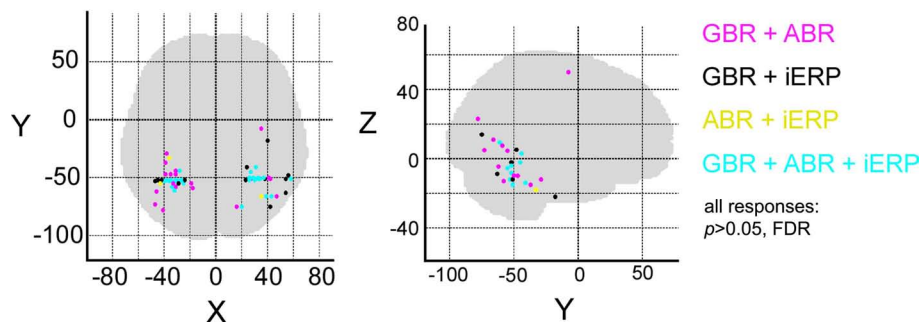 80
50
Y
0
-50
-100
-80 -40 0 40 80
X
80
40
Z
0
-40
-100 -50 0 50
Y
GBR + ABR
GBR + iERP
ABR + iERP
GBR + ABR + iERP
all responses:
p>0.05, FDR